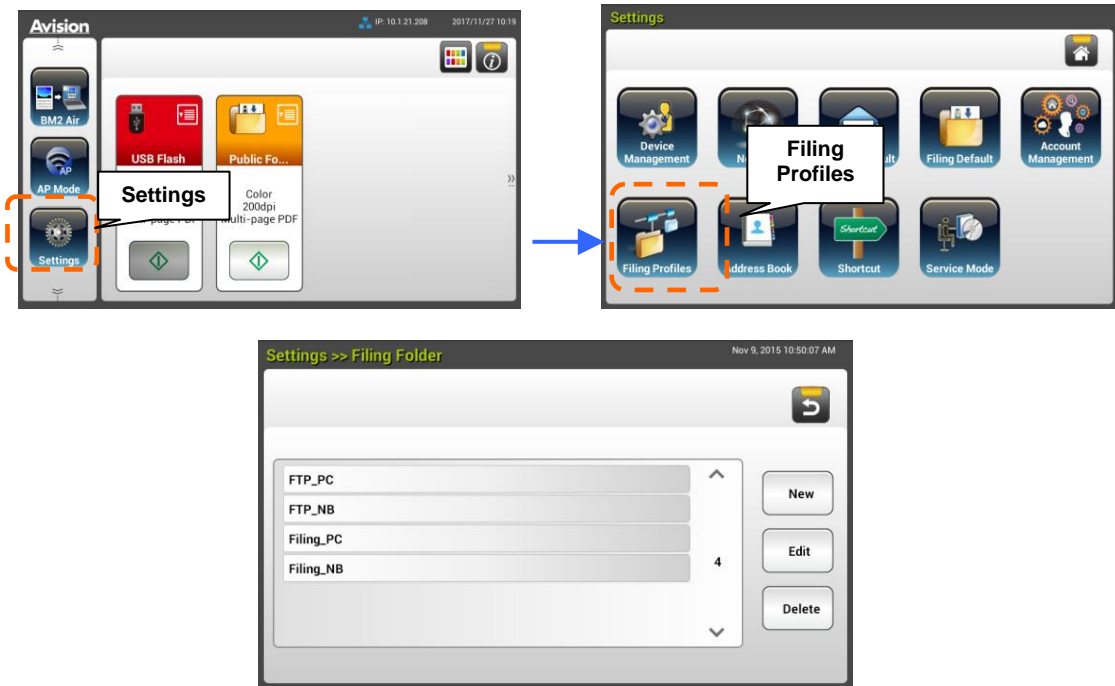 Avision
IP: 10.1.21.208
2017/11/27 10:19
BM2 Air
USB Flash
Public Fo...
AP
AP Mode
Settings
Color
200dpi
Multi-page PDF
Settings
Settings
Device
Management
Filing Default
Account
Management
Filing
Profiles
Filing Profiles
Address Book
Shortcut
Shortcut
Service Mode
Settings >> Filing Folder
Nov 9, 2015 10:50:07 AM
FTP_PC
FTP_NB
Filing_PC
Filing_NB
4
New
Edit
Delete